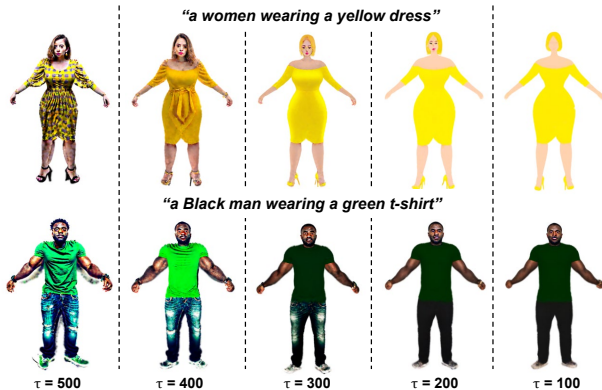 “a women wearing a yellow dress”
“a Black man wearing a green t-shirt”
τ = 500 τ = 400 τ = 300 τ = 200 τ = 100